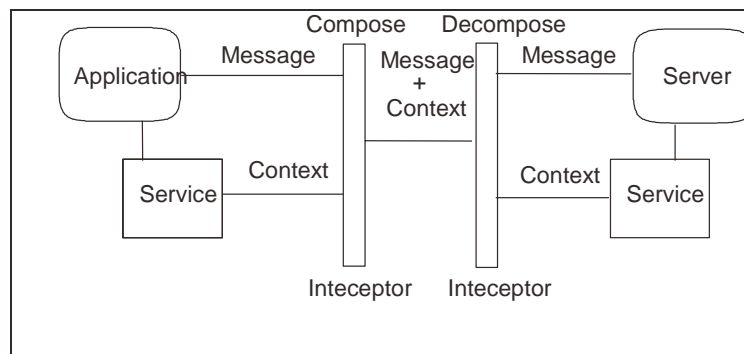 Compose Decompose
Message Message Message
Application + Server
Context
Context Context
Service Service
Inteceptor Inteceptor